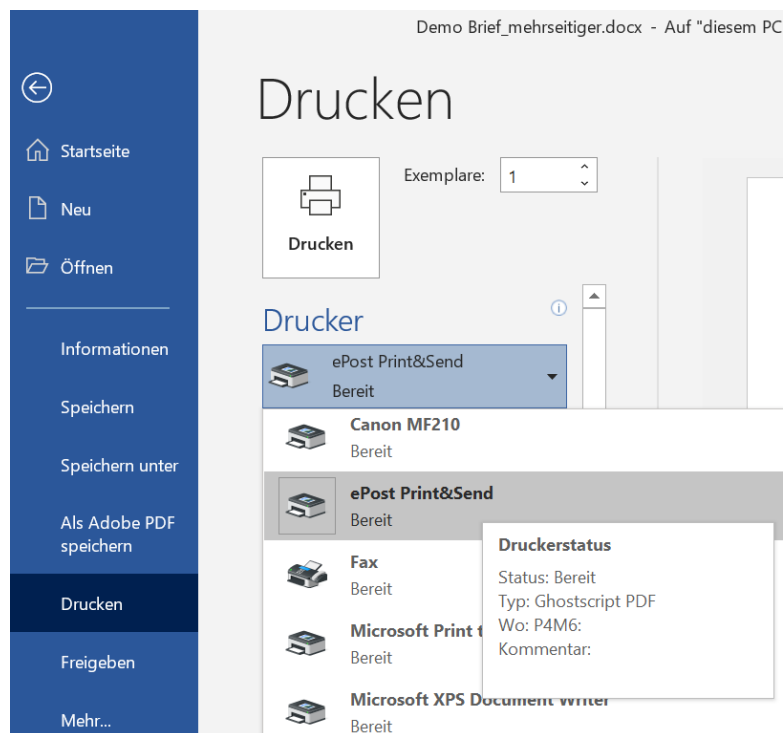 Demo Brief_mehrseitiger.docx - Auf "diesem PC
Drucken
Startseite
Neu
Öffnen
Informationen
Speichern
Speichern unter
Als Adobe PDF
speichern
Drucken
Freigeben
Mehr...
Drucken
Exemplare: 1
Drucker
ePost Print&Send
Bereit
Canon MF210
Bereit
ePost Print&Send
Bereit
Fax
Bereit
Microsoft Print t
Bereit
Microsoft XPS Document Writer
Bereit
Druckerstatus
Status: Bereit
Typ: Ghostscript PDF
Wo: P4M6:
Kommentar: